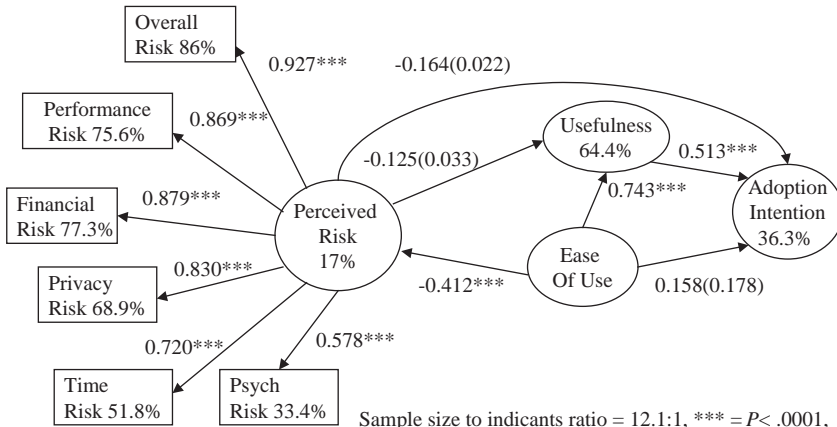 Overall
Risk 86%
0.927***
-0.164(0.022)
Performance
Risk 75.6%
0.869***
Usefulness
64.4%
-0.125(0.033)
0.513***
Financial
Risk 77.3%
0.879***
Perceived
Risk
17%
0.743***
Adoption
Intention
36.3%
Privacy
Risk 68.9%
0.830***
Ease
Of Use
-0.412***
0.158(0.178)
0.720***
0.578***
Time
Risk 51.8%
Psych
Risk 33.4%
Sample size to indicants ratio = 12.1:1, *** = P< .0001,